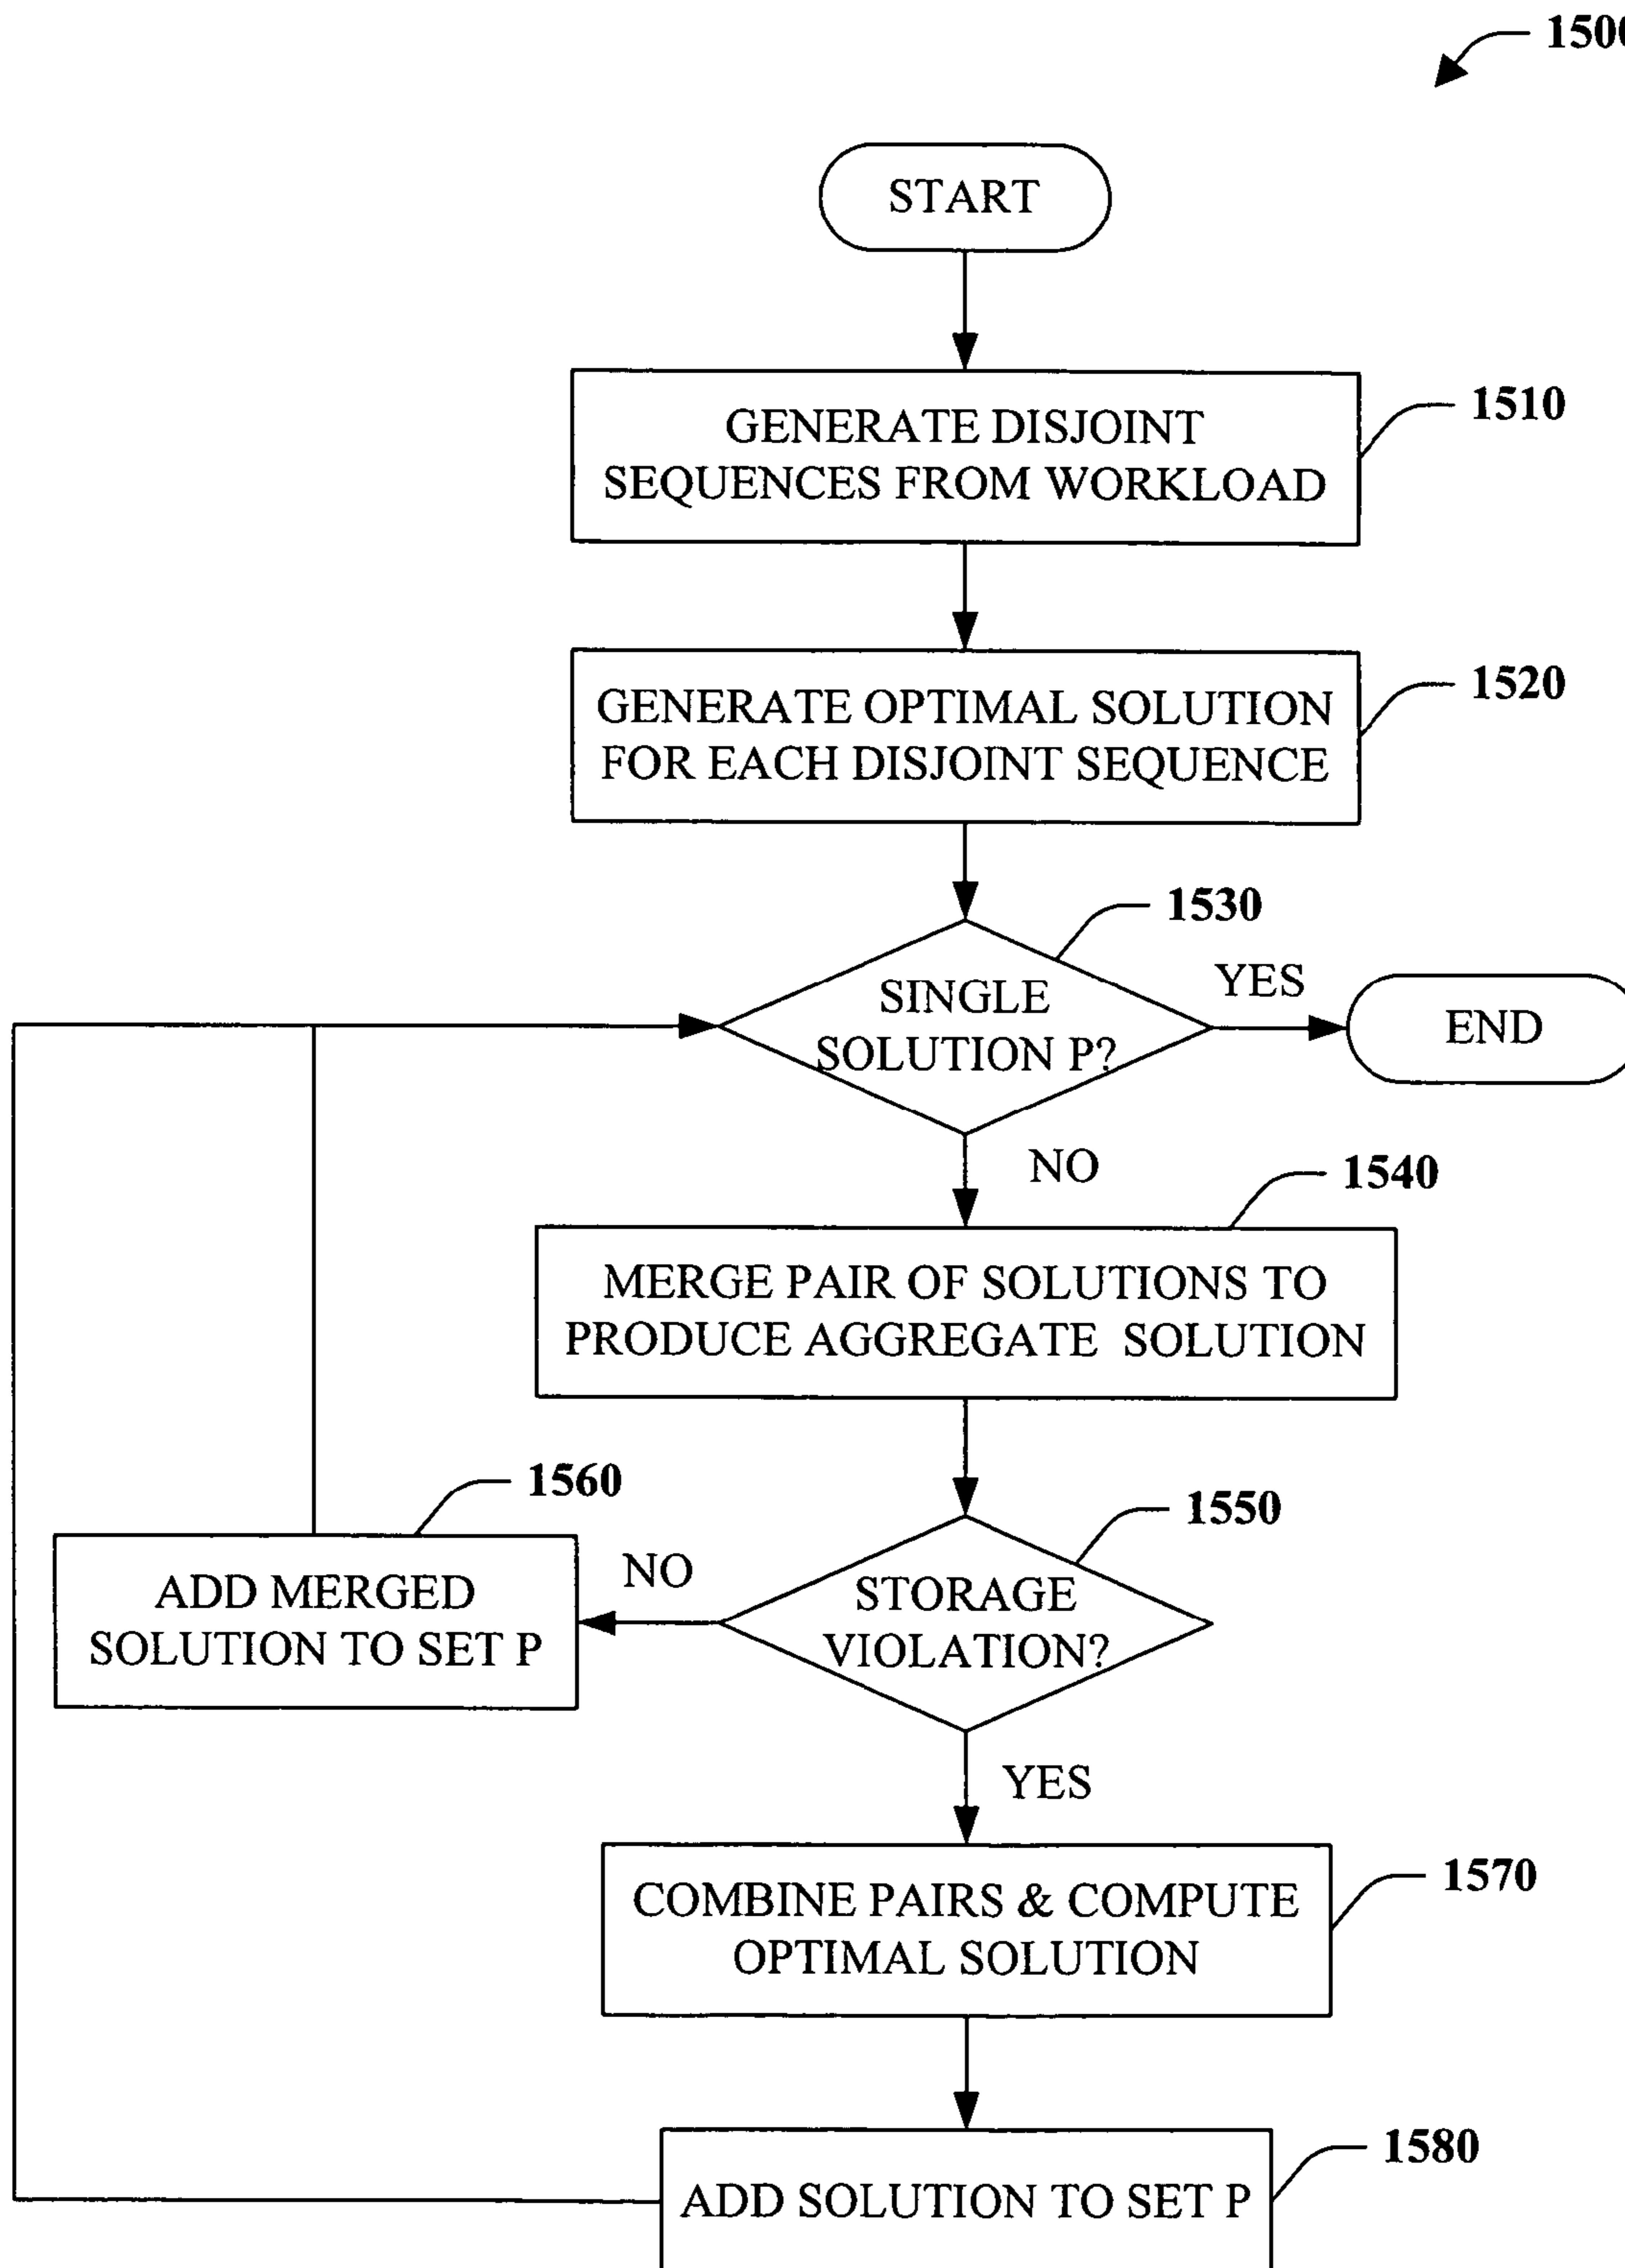 1500
START
GENERATE DISJOINT
SEQUENCES FROM WORKLOAD
1510
GENERATE OPTIMAL SOLUTION
FOR EACH DISJOINT SEQUENCE
1520
1530
SINGLE
SOLUTION P?
YES
END
NO
1540
MERGE PAIR OF SOLUTIONS TO
PRODUCE AGGREGATE SOLUTION
1560
1550
ADD MERGED
SOLUTION TO SET P
NO
STORAGE
VIOLATION?
YES
1570
COMBINE PAIRS & COMPUTE
OPTIMAL SOLUTION
1580
ADD SOLUTION TO SET P